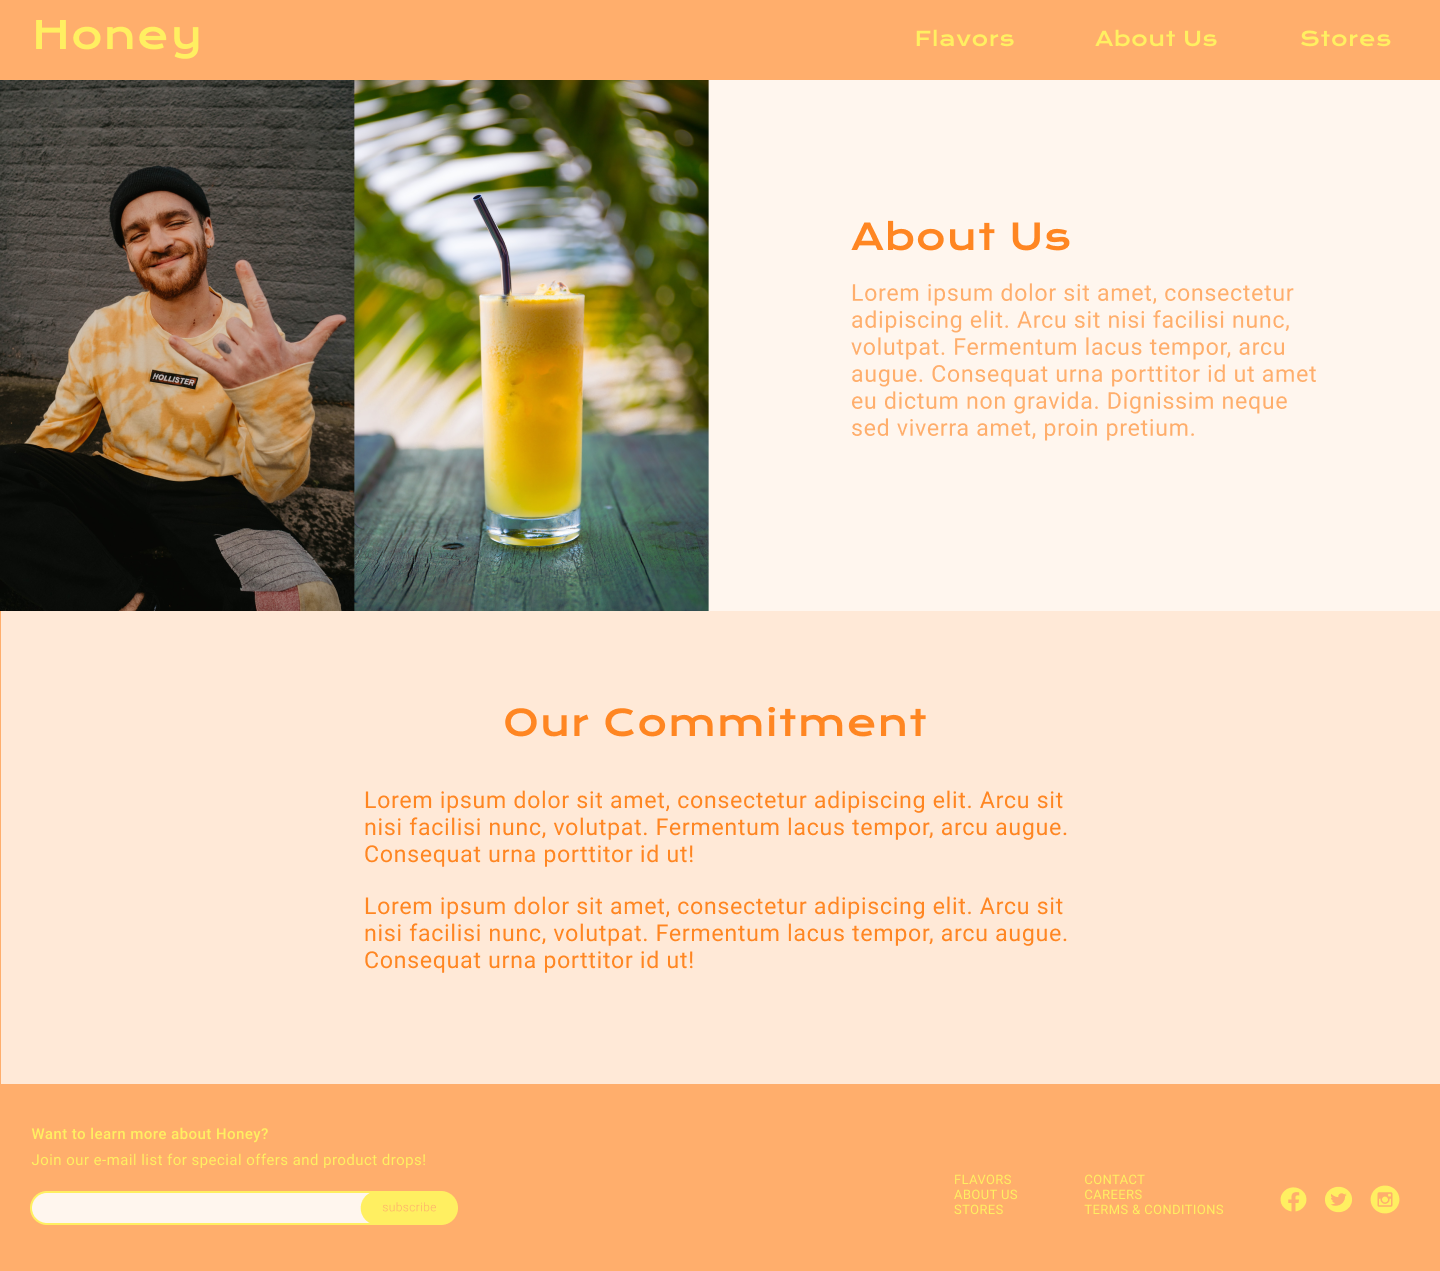 Honey
Flavors About Us Stores
HOLLISTER
About Us
Lorem ipsum dolor sit amet, consectetur
adipiscing elit. Arcu sit nisi facilisi nunc,
volutpat. Fermentum lacus tempor, arcu
augue. Consequat urna porttitor id ut amet
eu dictum non gravida. Dignissim neque
sed viverra amet, proin pretium.
Our Commitment
Lorem ipsum dolor sit amet, consectetur adipiscing elit. Arcu sit
nisi facilisi nunc, volutpat. Fermentum lacus tempor, arcu augue.
Consequat urna porttitor id ut!
Lorem ipsum dolor sit amet, consectetur adipiscing elit. Arcu sit
nisi facilisi nunc, volutpat. Fermentum lacus tempor, arcu augue.
Consequat urna porttitor id ut!
Want to learn more about Honey?
Join our e-mail list for special offers and product drops!
subscribe
FLAVORS
ABOUT US
STORES
CONTACT
CAREERS
TERMS & CONDITIONS